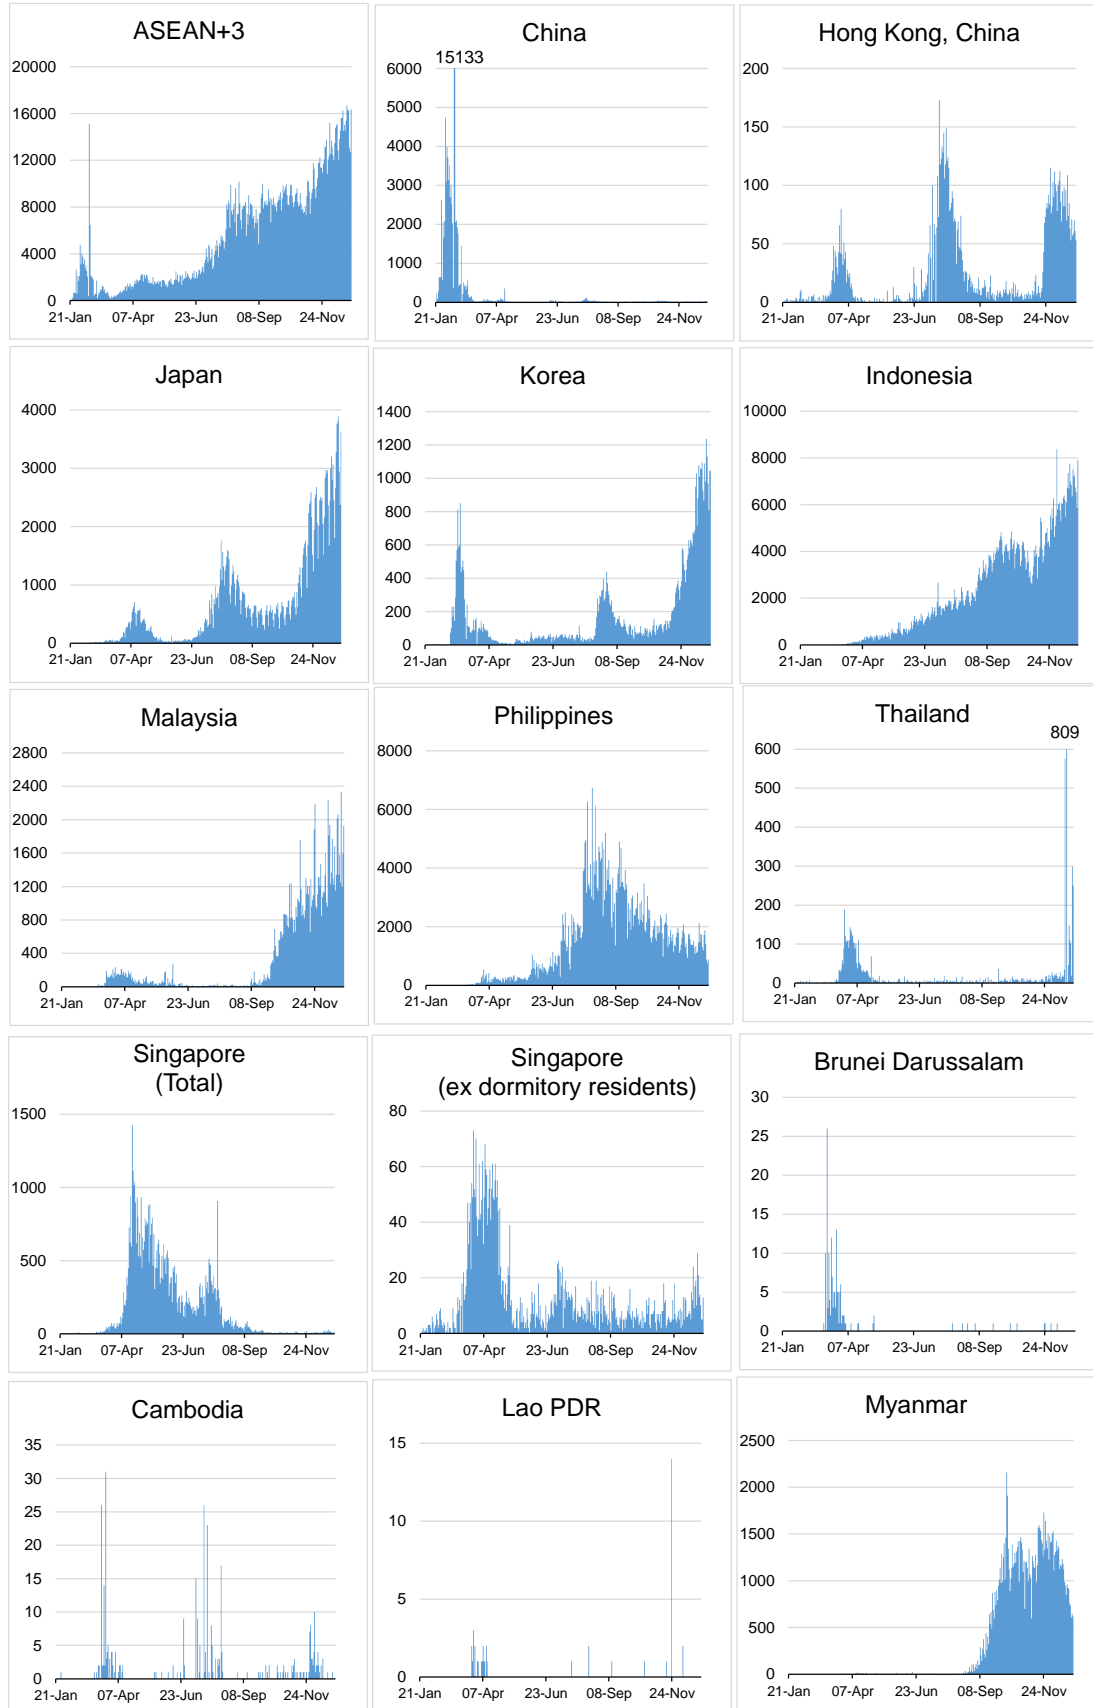 ASEAN+3
20000
16000
12000
8000
4000
0
21-Jan 07-Apr 23-Jun 08-Sep 24-Nov
China
15133
6000
5000
4000
3000
2000
1000
0
21-Jan 07-Apr 23-Jun 08-Sep 24-Nov
Hong Kong, China
200
150
100
50
0
21-Jan 07-Apr 23-Jun 08-Sep 24-Nov
Japan
4000
3000
2000
1000
0
21-Jan 07-Apr 23-Jun 08-Sep 24-Nov
Korea
1400
1200
1000
800
600
400
200
0
21-Jan 07-Apr 23-Jun 08-Sep 24-Nov
Indonesia
10000
8000
6000
4000
2000
0
21-Jan 07-Apr 23-Jun 08-Sep 24-Nov
Malaysia
2800
2400
2000
1600
1200
800
400
0
21-Jan 07-Apr 23-Jun 08-Sep 24-Nov
Philippines
8000
6000
4000
2000
0
21-Jan 07-Apr 23-Jun 08-Sep 24-Nov
Thailand
809
600
500
400
300
200
100
0
21-Jan 07-Apr 23-Jun 08-Sep 24-Nov
Singapore
(Total)
1500
1000
500
0
21-Jan 07-Apr 23-Jun 08-Sep 24-Nov
Singapore
(ex dormitory residents)
80
60
40
20
0
21-Jan 07-Apr 23-Jun 08-Sep 24-Nov
Brunei Darussalam
30
25
20
15
10
5
0
21-Jan 07-Apr 23-Jun 08-Sep 24-Nov
Cambodia
35
30
25
20
15
10
5
0
21-Jan 07-Apr 23-Jun 08-Sep 24-Nov
Lao PDR
15
10
5
0
21-Jan 07-Apr 23-Jun 08-Sep 24-Nov
Myanmar
2500
2000
1500
1000
500
0
21-Jan 07-Apr 23-Jun 08-Sep 24-Nov